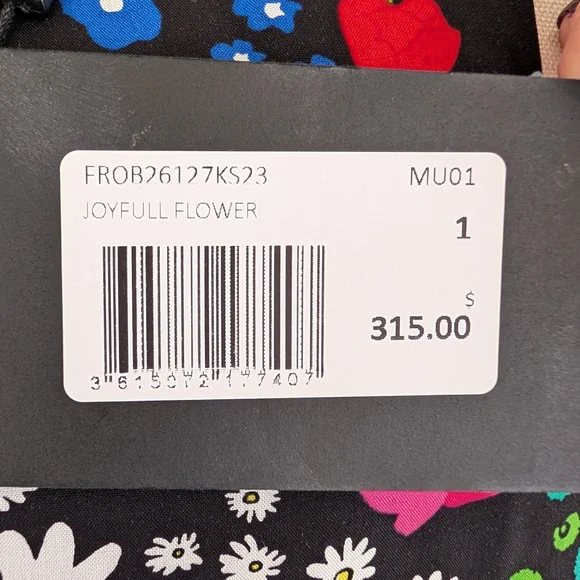 FROB26127KS23 MU01
JOYFULL FLOWER
1
$
315.00
3 615072 177407